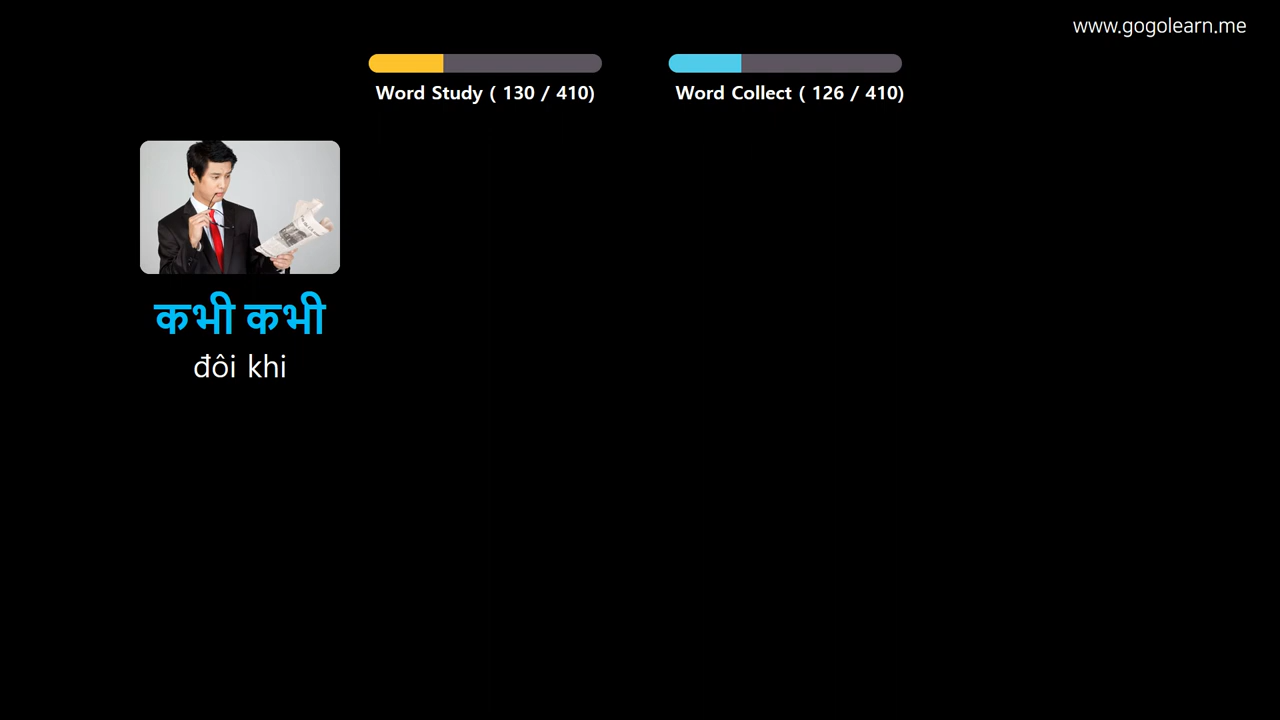 www.gogolearn.me
Word Study ( 130 / 410)
Word Collect ( 126 / 410)
कभी कभी
đôi khi